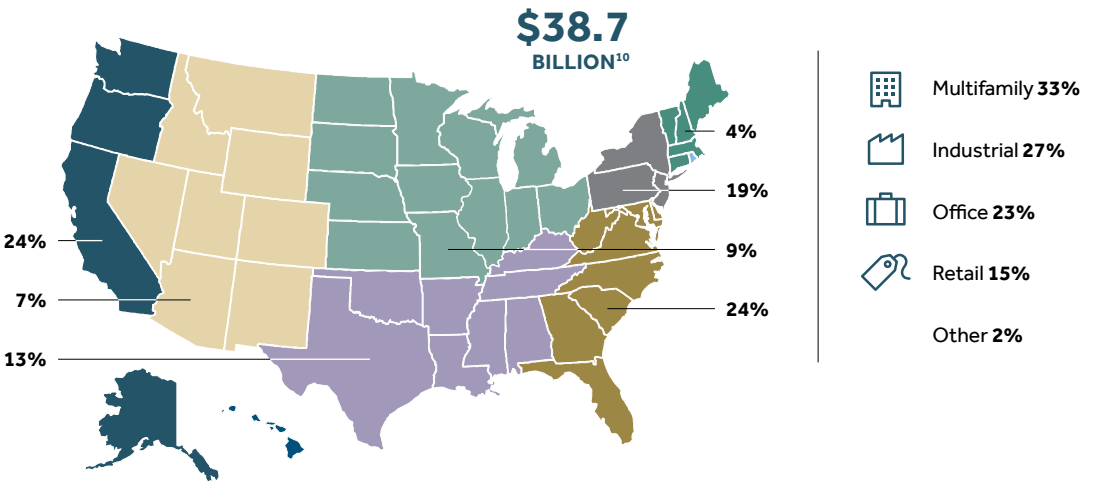 $38.7
BILLION10
4%
19%
24%
9%
7%
24%
13%
Multifamily 33%
Industrial 27%
Office 23%
Retail 15%
Other 2%